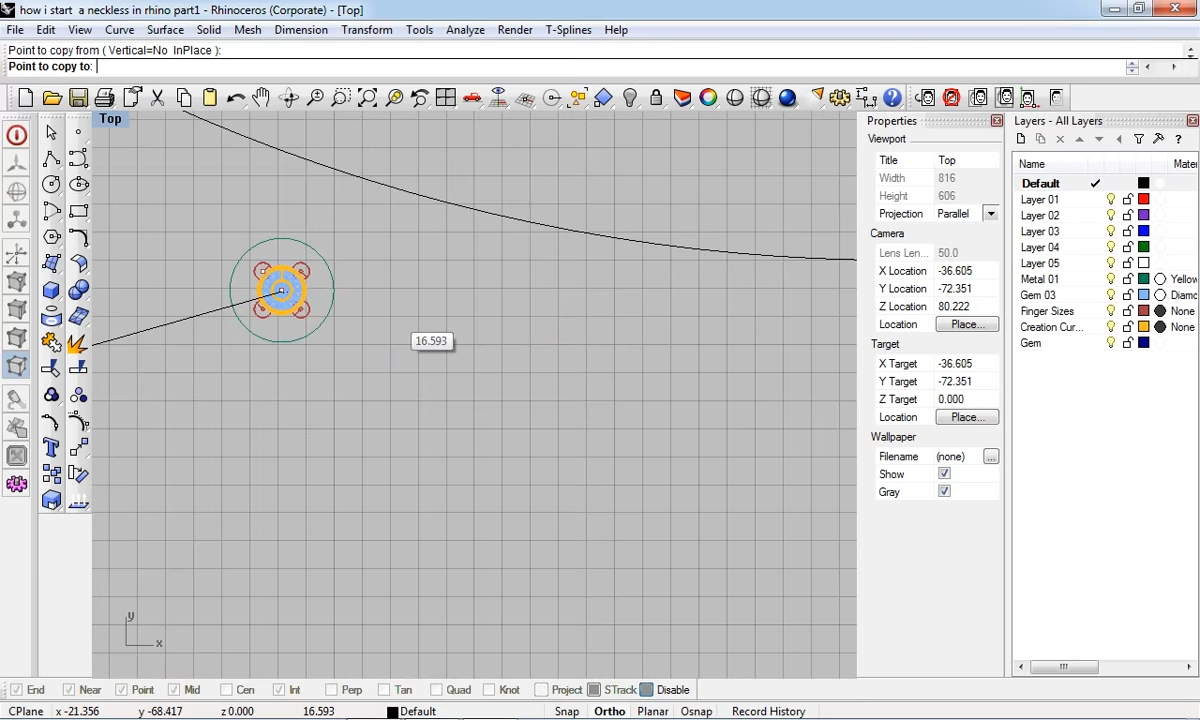 how i start a neckless in rhino part1 - Rhinoceros (Corporate) - [Top]
File Edit View Curve Surface Solid Mesh Dimension Transform Tools Analyze Render T-Splines Help
Point to copy from ( Vertical=No InPlace ):
Point to copy to:
Top
16.593
y
x
Properties
Viewport
Title Top
Width 816
Height 606
Projection Parallel
Camera
Lens Len... 50.0
X Location -36.605
Y Location -72.351
Z Location 80.222
Location Place...
Target
X Target -36.605
Y Target -72.351
Z Target 0.000
Location Place...
Wallpaper
Filename (none) ...
Show
Gray
Layers - All Layers
Name Mater
Default
Layer 01
Layer 02
Layer 03
Layer 04
Layer 05
Metal 01 Yellow
Gem 03 Diamo
Finger Sizes None
Creation Cur... None
Gem
End Near Point Mid Cen Int Perp Tan Quad Knot Project STrack Disable
CPlane x -21.356 y -68.417 z 0.000 16.593 Default Snap Ortho Planar Osnap Record History